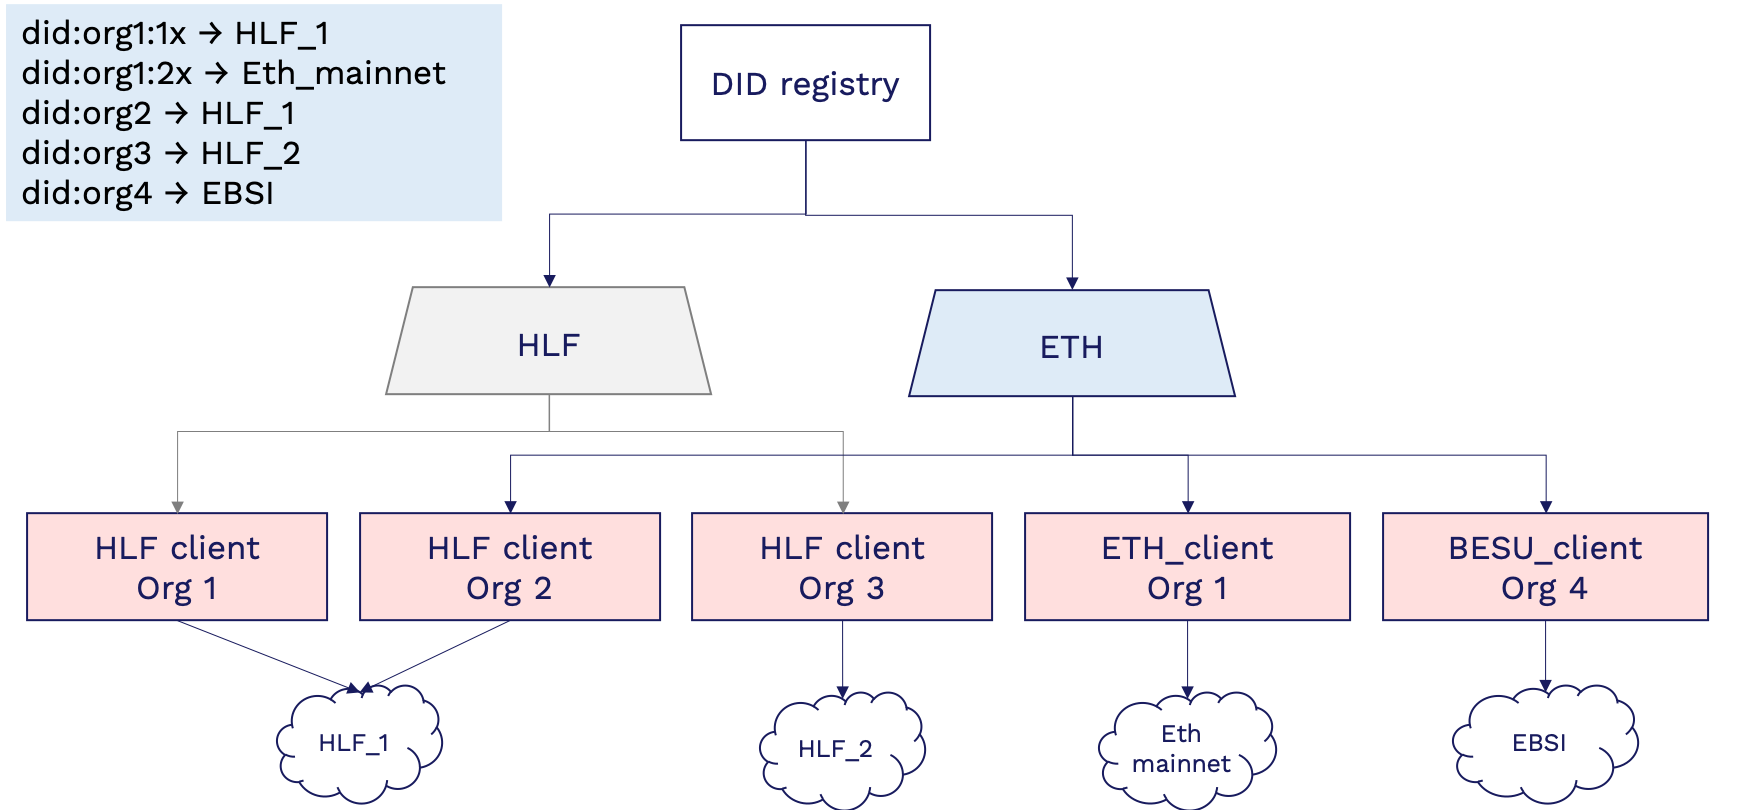 did:org1:1x → HLF_1
did:org1:2x → Eth_mainnet
did:org2 → HLF_1
did:org3 → HLF_2
did:org4 → EBSI
DID registry
HLF
ETH
HLF client
Org 1
HLF client
Org 2
HLF client
Org 3
ETH_client
Org 1
BESU_client
Org 4
HLF_1
HLF_2
Eth
mainnet
EBSI